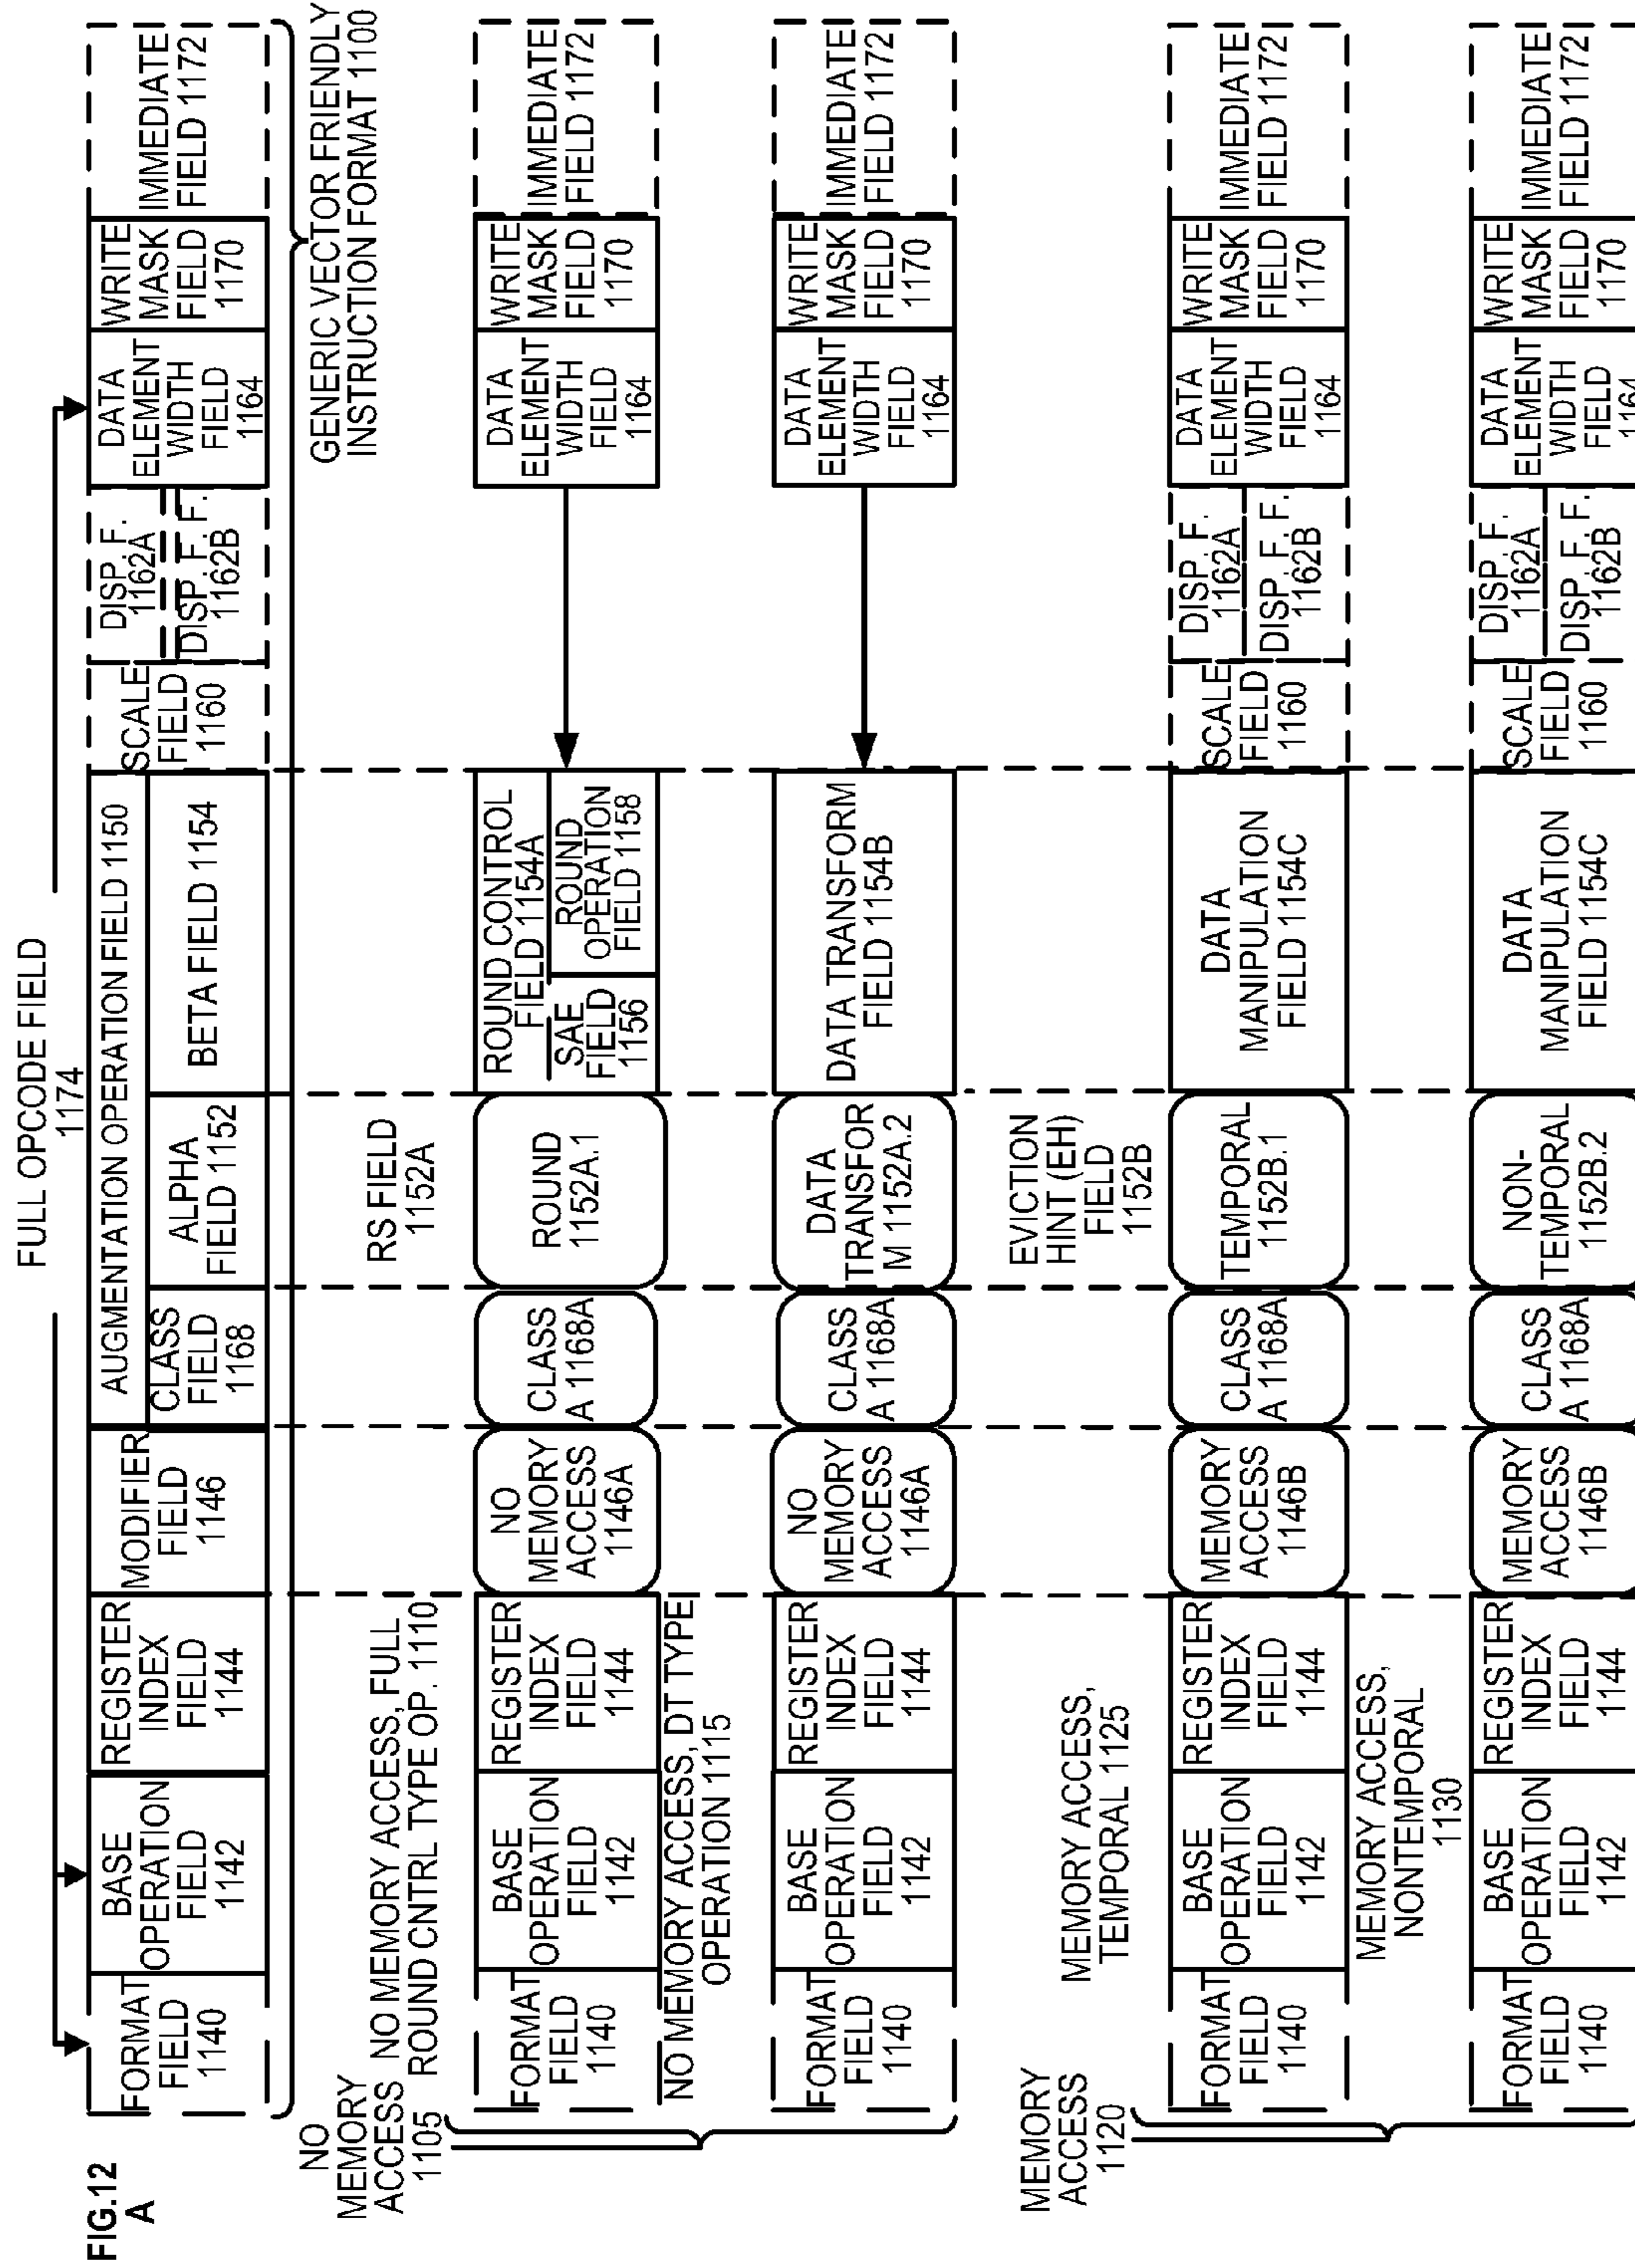 FIG.12
A
FULL OPCODE FIELD
1174
FORMAT
FIELD
1140
BASE
OPERATION
FIELD
1142
REGISTER
INDEX
FIELD
1144
MODIFIER
FIELD
1146
AUGMENTATION OPERATION FIELD 1150
CLASS
FIELD
1168
ALPHA
FIELD 1152
BETA FIELD 1154
SCALE
FIELD
1160
DISP. F.
1162A
DISP. F. F.
1162B
DATA
ELEMENT
WIDTH
FIELD
1164
WRITE
MASK
FIELD
1170
IMMEDIATE
FIELD 1172
GENERIC VECTOR FRIENDLY
INSTRUCTION FORMAT 1100
NO
MEMORY
ACCESS
1105
NO MEMORY ACCESS, FULL
ROUND CNTRL TYPE OP. 1110
RS FIELD
1152A
FORMAT
FIELD
1140
BASE
OPERATION
FIELD
1142
REGISTER
INDEX
FIELD
1144
NO
MEMORY
ACCESS
1146A
CLASS
A 1168A
ROUND
1152A.1
ROUND CONTROL
FIELD 1154A
SAE
FIELD
1156
ROUND
OPERATION
FIELD 1158
DATA
ELEMENT
WIDTH
FIELD
1164
WRITE
MASK
FIELD
1170
IMMEDIATE
FIELD 1172
NO MEMORY ACCESS, DT TYPE
OPERATION 1115
FORMAT
FIELD
1140
BASE
OPERATION
FIELD
1142
REGISTER
INDEX
FIELD
1144
NO
MEMORY
ACCESS
1146A
CLASS
A 1168A
DATA
TRANSFOR
M 1152A.2
DATA TRANSFORM
FIELD 1154B
DATA
ELEMENT
WIDTH
FIELD
1164
WRITE
MASK
FIELD
1170
IMMEDIATE
FIELD 1172
MEMORY
ACCESS
1120
MEMORY ACCESS,
TEMPORAL 1125
EVICTION
HINT (EH)
FIELD
1152B
FORMAT
FIELD
1140
BASE
OPERATION
FIELD
1142
REGISTER
INDEX
FIELD
1144
MEMORY
ACCESS
1146B
CLASS
A 1168A
TEMPORAL
1152B.1
DATA
MANIPULATION
FIELD 1154C
SCALE
FIELD
1160
DISP. F.
1162A
DISP. F. F.
1162B
DATA
ELEMENT
WIDTH
FIELD
1164
WRITE
MASK
FIELD
1170
IMMEDIATE
FIELD 1172
MEMORY ACCESS,
NONTEMPORAL
1130
FORMAT
FIELD
1140
BASE
OPERATION
FIELD
1142
REGISTER
INDEX
FIELD
1144
MEMORY
ACCESS
1146B
CLASS
A 1168A
NON-
TEMPORAL
1152B.2
DATA
MANIPULATION
FIELD 1154C
SCALE
FIELD
1160
DISP. F.
1162A
DISP. F. F.
1162B
DATA
ELEMENT
WIDTH
FIELD
1164
WRITE
MASK
FIELD
1170
IMMEDIATE
FIELD 1172